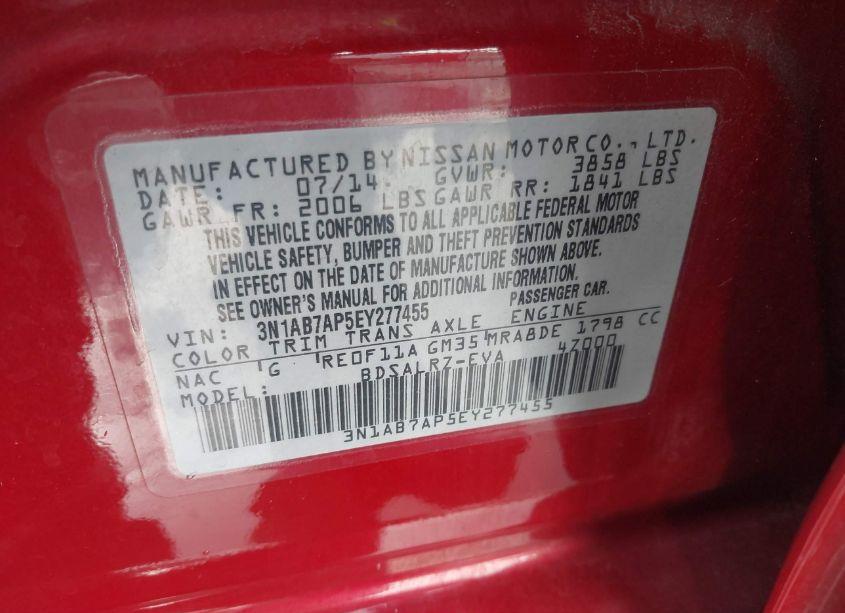 MANUFACTURED BY NISSAN MOTOR CO., LTD.
DATE: 07/14 GVWR: 3858 LBS
GAWR FR: 2006 LBS GAWR RR: 1841 LBS
THIS VEHICLE CONFORMS TO ALL APPLICABLE FEDERAL MOTOR
VEHICLE SAFETY, BUMPER AND THEFT PREVENTION STANDARDS
IN EFFECT ON THE DATE OF MANUFACTURE SHOWN ABOVE.
SEE OWNER'S MANUAL FOR ADDITIONAL INFORMATION.
VIN: 3N1AB7AP5EY277455 PASSENGER CAR.
COLOR TRIM TRANS AXLE ENGINE
NAC G RE0F11A GM35 MRA8DE 1798 CC
MODEL: BDSALRZ-EVA 47000
3N1AB7AP5EY277455